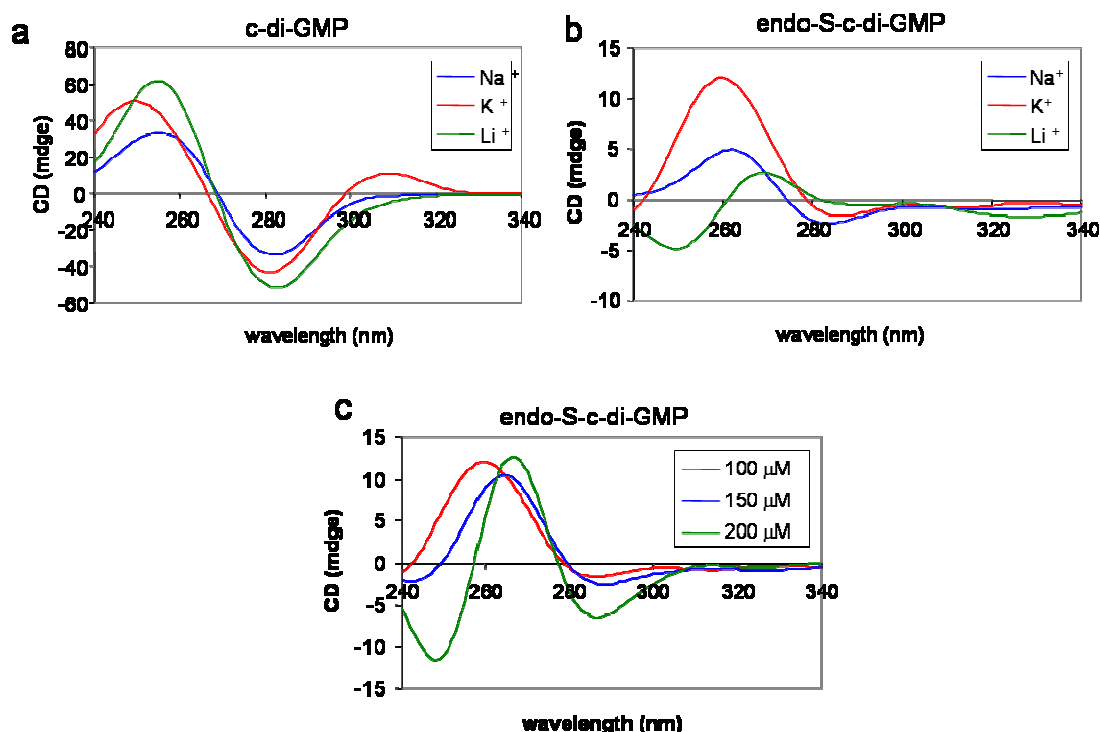 a
c-di-GMP
80
60
40
20
0
-20
-40
-60
240 260 280 300 320 340
CD (mdge)
wavelength (nm)
Na +
K +
Li +
b
endo-S-c-di-GMP
15
10
5
0
-5
-10
240 260 280 300 320 340
CD (mdge)
wavelength (nm)
Na+
K+
Li +
C
endo-S-c-di-GMP
15
10
5
0
-5
-10
-15
240 260 280 300 320 340
CD (mdge)
wavelength (nm)
100 μM
150 μM
200 μM